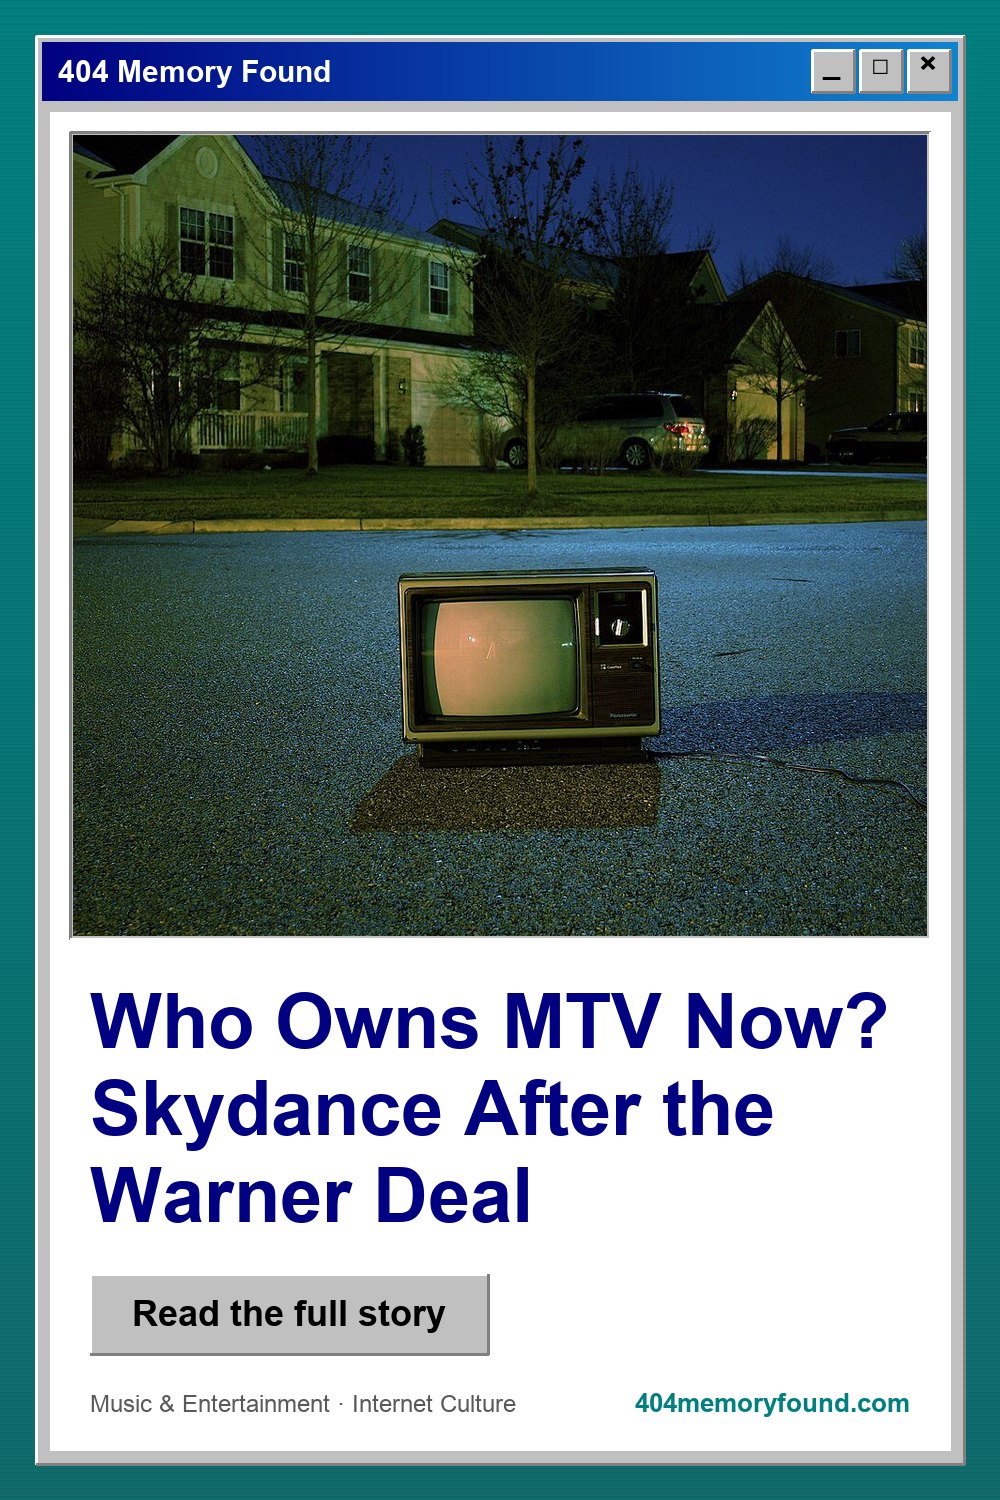 404 Memory Found
Panasonic
Who Owns MTV Now?
Skydance After the
Warner Deal
Read the full story
Music & Entertainment · Internet Culture
404memoryfound.com